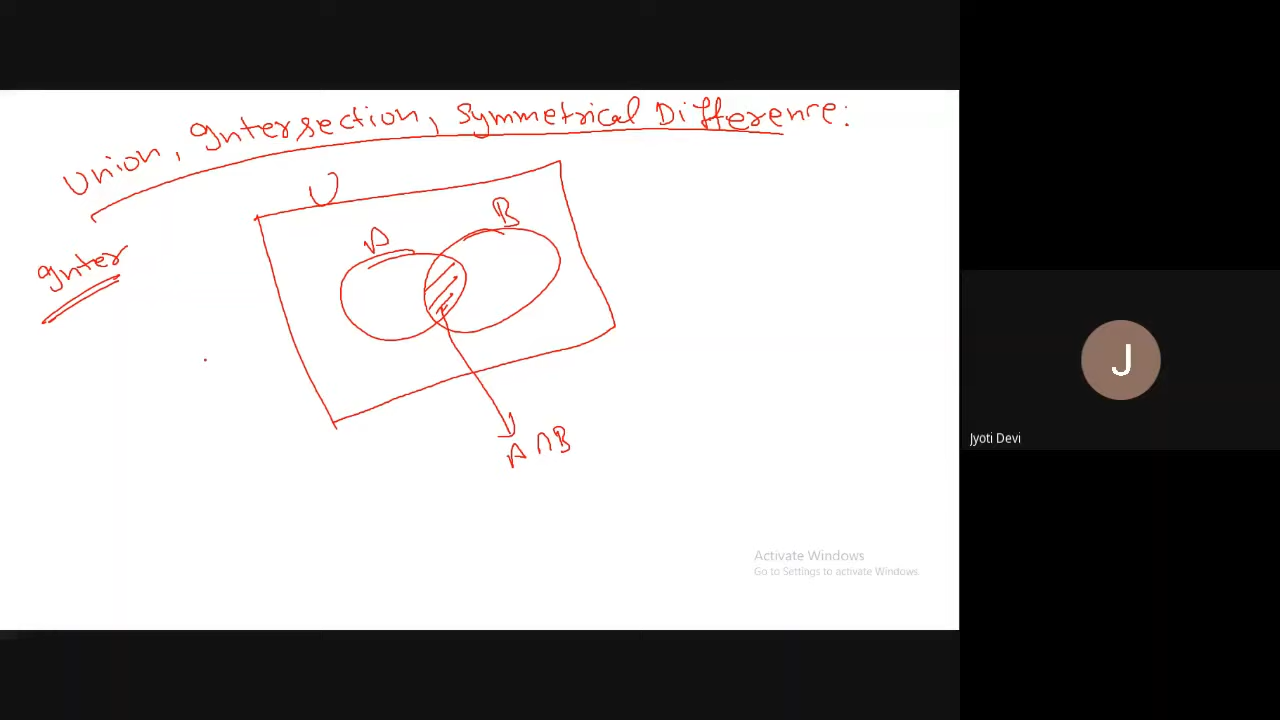 Union, Intersection, Symmetrical Difference:
U
A
B
Inter
A ∩ B
Activate Windows
Go to Settings to activate Windows.
J
Jyoti Devi